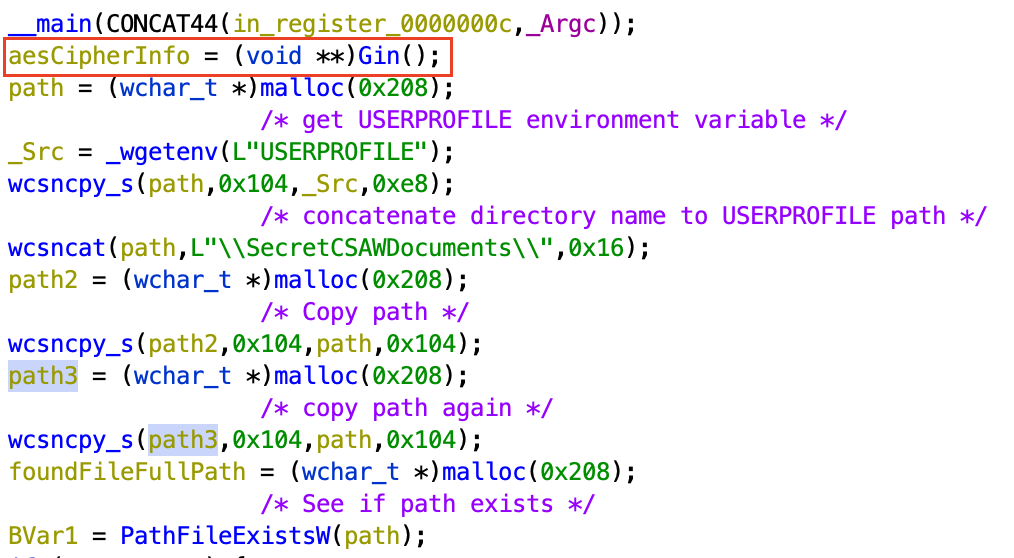 __main(CONCAT44(in_register_0000000c,_Argc));
aesCipherInfo = (void **)Gin();
path = (wchar_t *)malloc(0x208);
/* get USERPROFILE environment variable */
_Src = _wgetenv(L"USERPROFILE");
wcsncpy_s(path,0x104,_Src,0xe8);
/* concatenate directory name to USERPROFILE path */
wcsncat(path,L"\\SecretCSAWDocuments\\",0x16);
path2 = (wchar_t *)malloc(0x208);
/* Copy path */
wcsncpy_s(path2,0x104,path,0x104);
path3 = (wchar_t *)malloc(0x208);
/* copy path again */
wcsncpy_s(path3,0x104,path,0x104);
foundFileFullPath = (wchar_t *)malloc(0x208);
/* See if path exists */
BVar1 = PathFileExistsW(path);